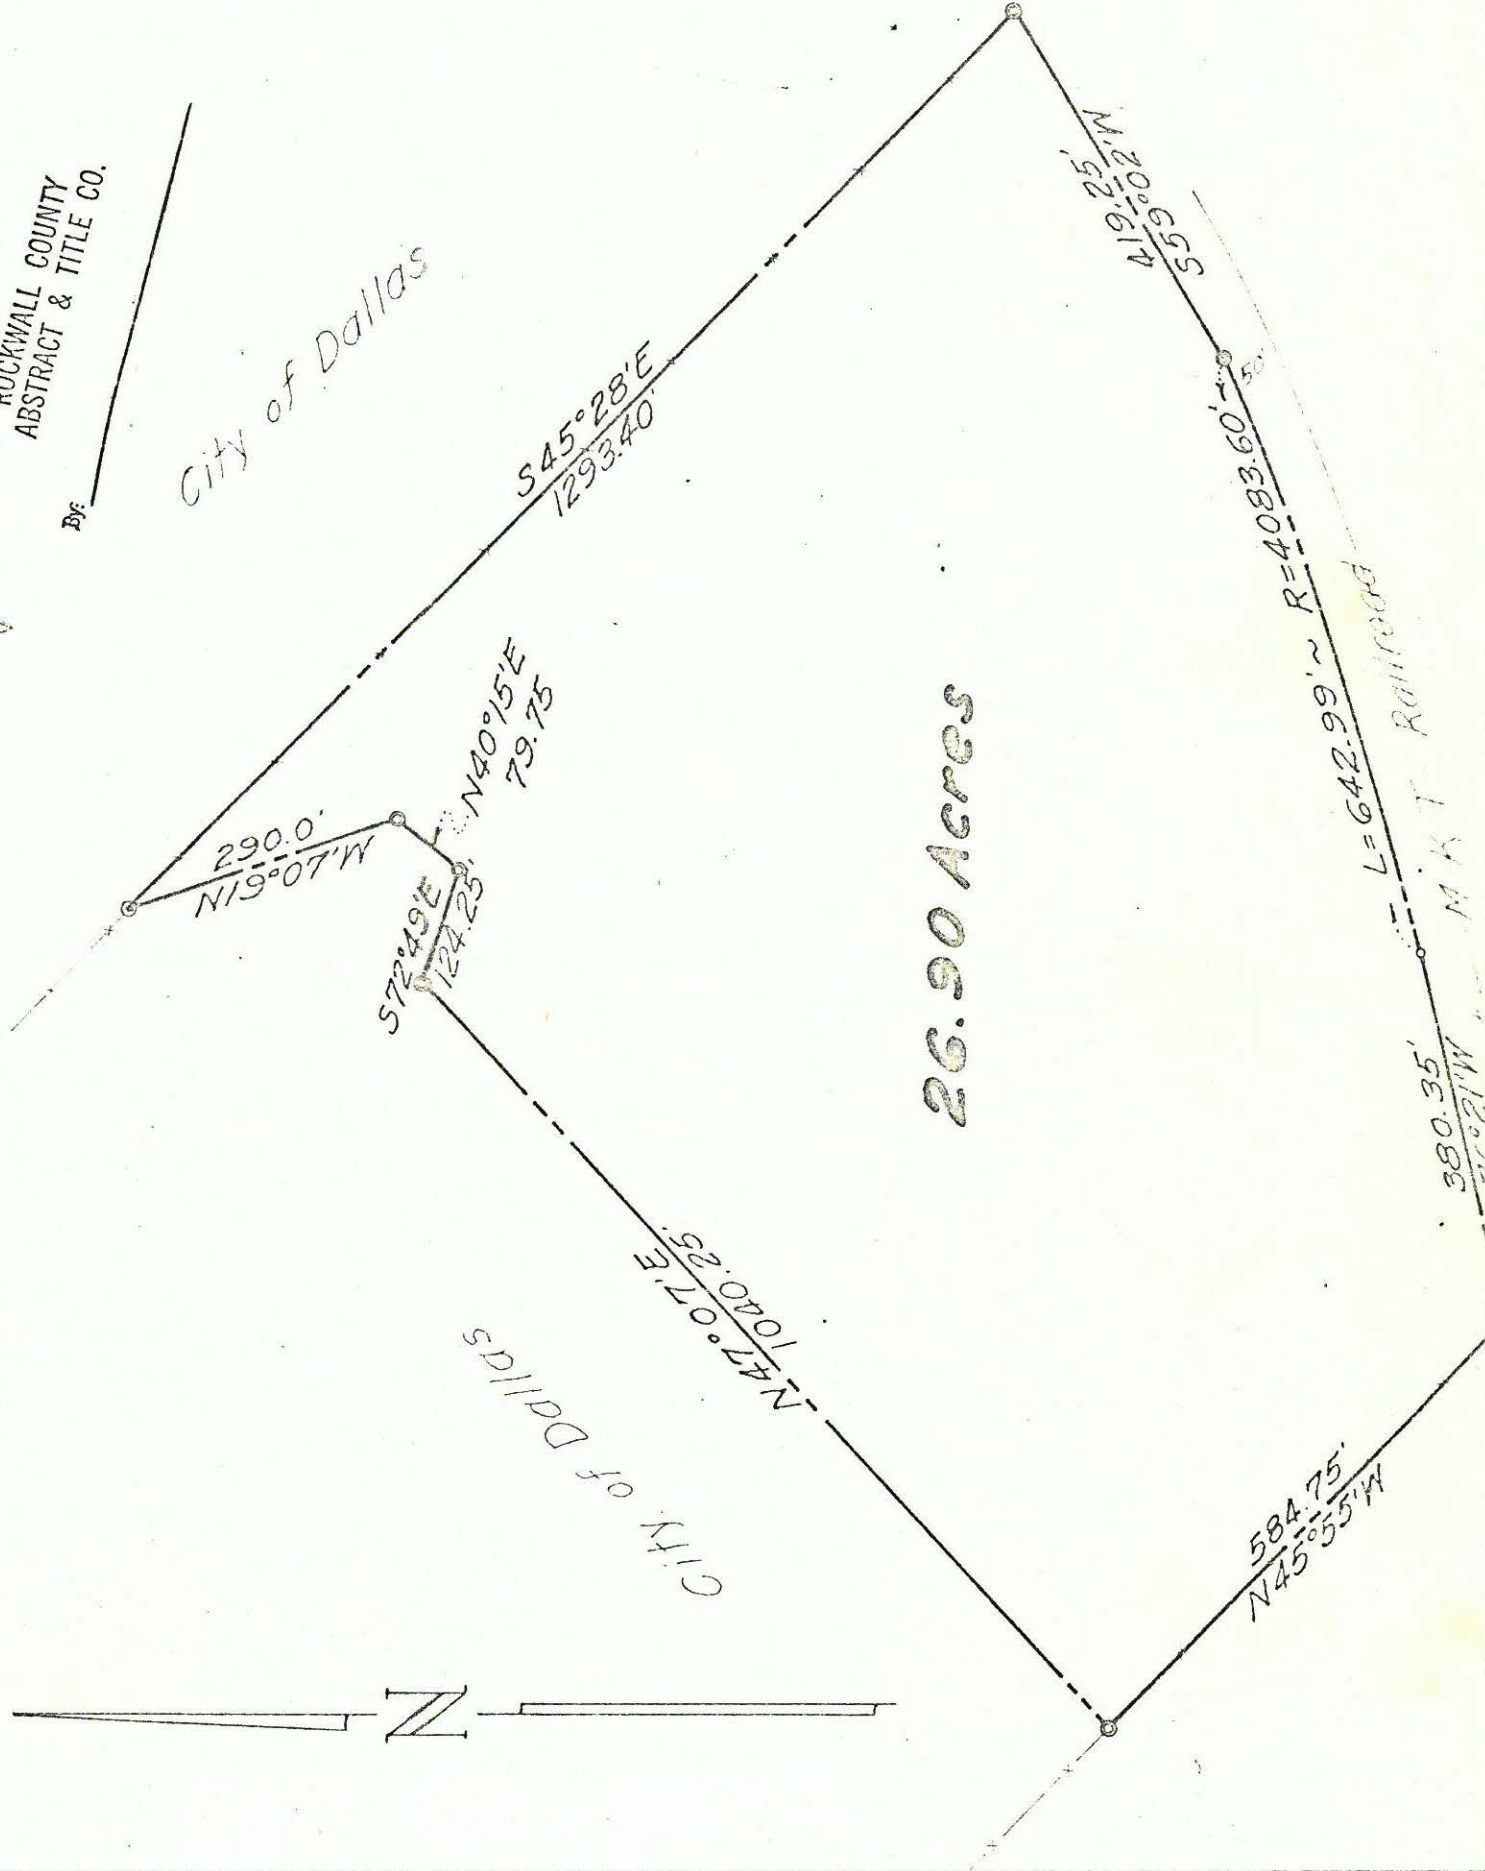 ROCKWALL COUNTY
ABSTRACT & TITLE CO.
By:
City of Dallas
S45°28'E
1293.40'
419.25'
S59°02'W
290.0'
N19°07'W
N40°15'E
79.75
S72°49'E
124.25'
50'
L=642.99' ~ R=4083.60'
M K T Railroad
26.90 Acres
380.35'
N47°07'E
1040.25'
City of Dallas
584.75'
N45°55'W
N